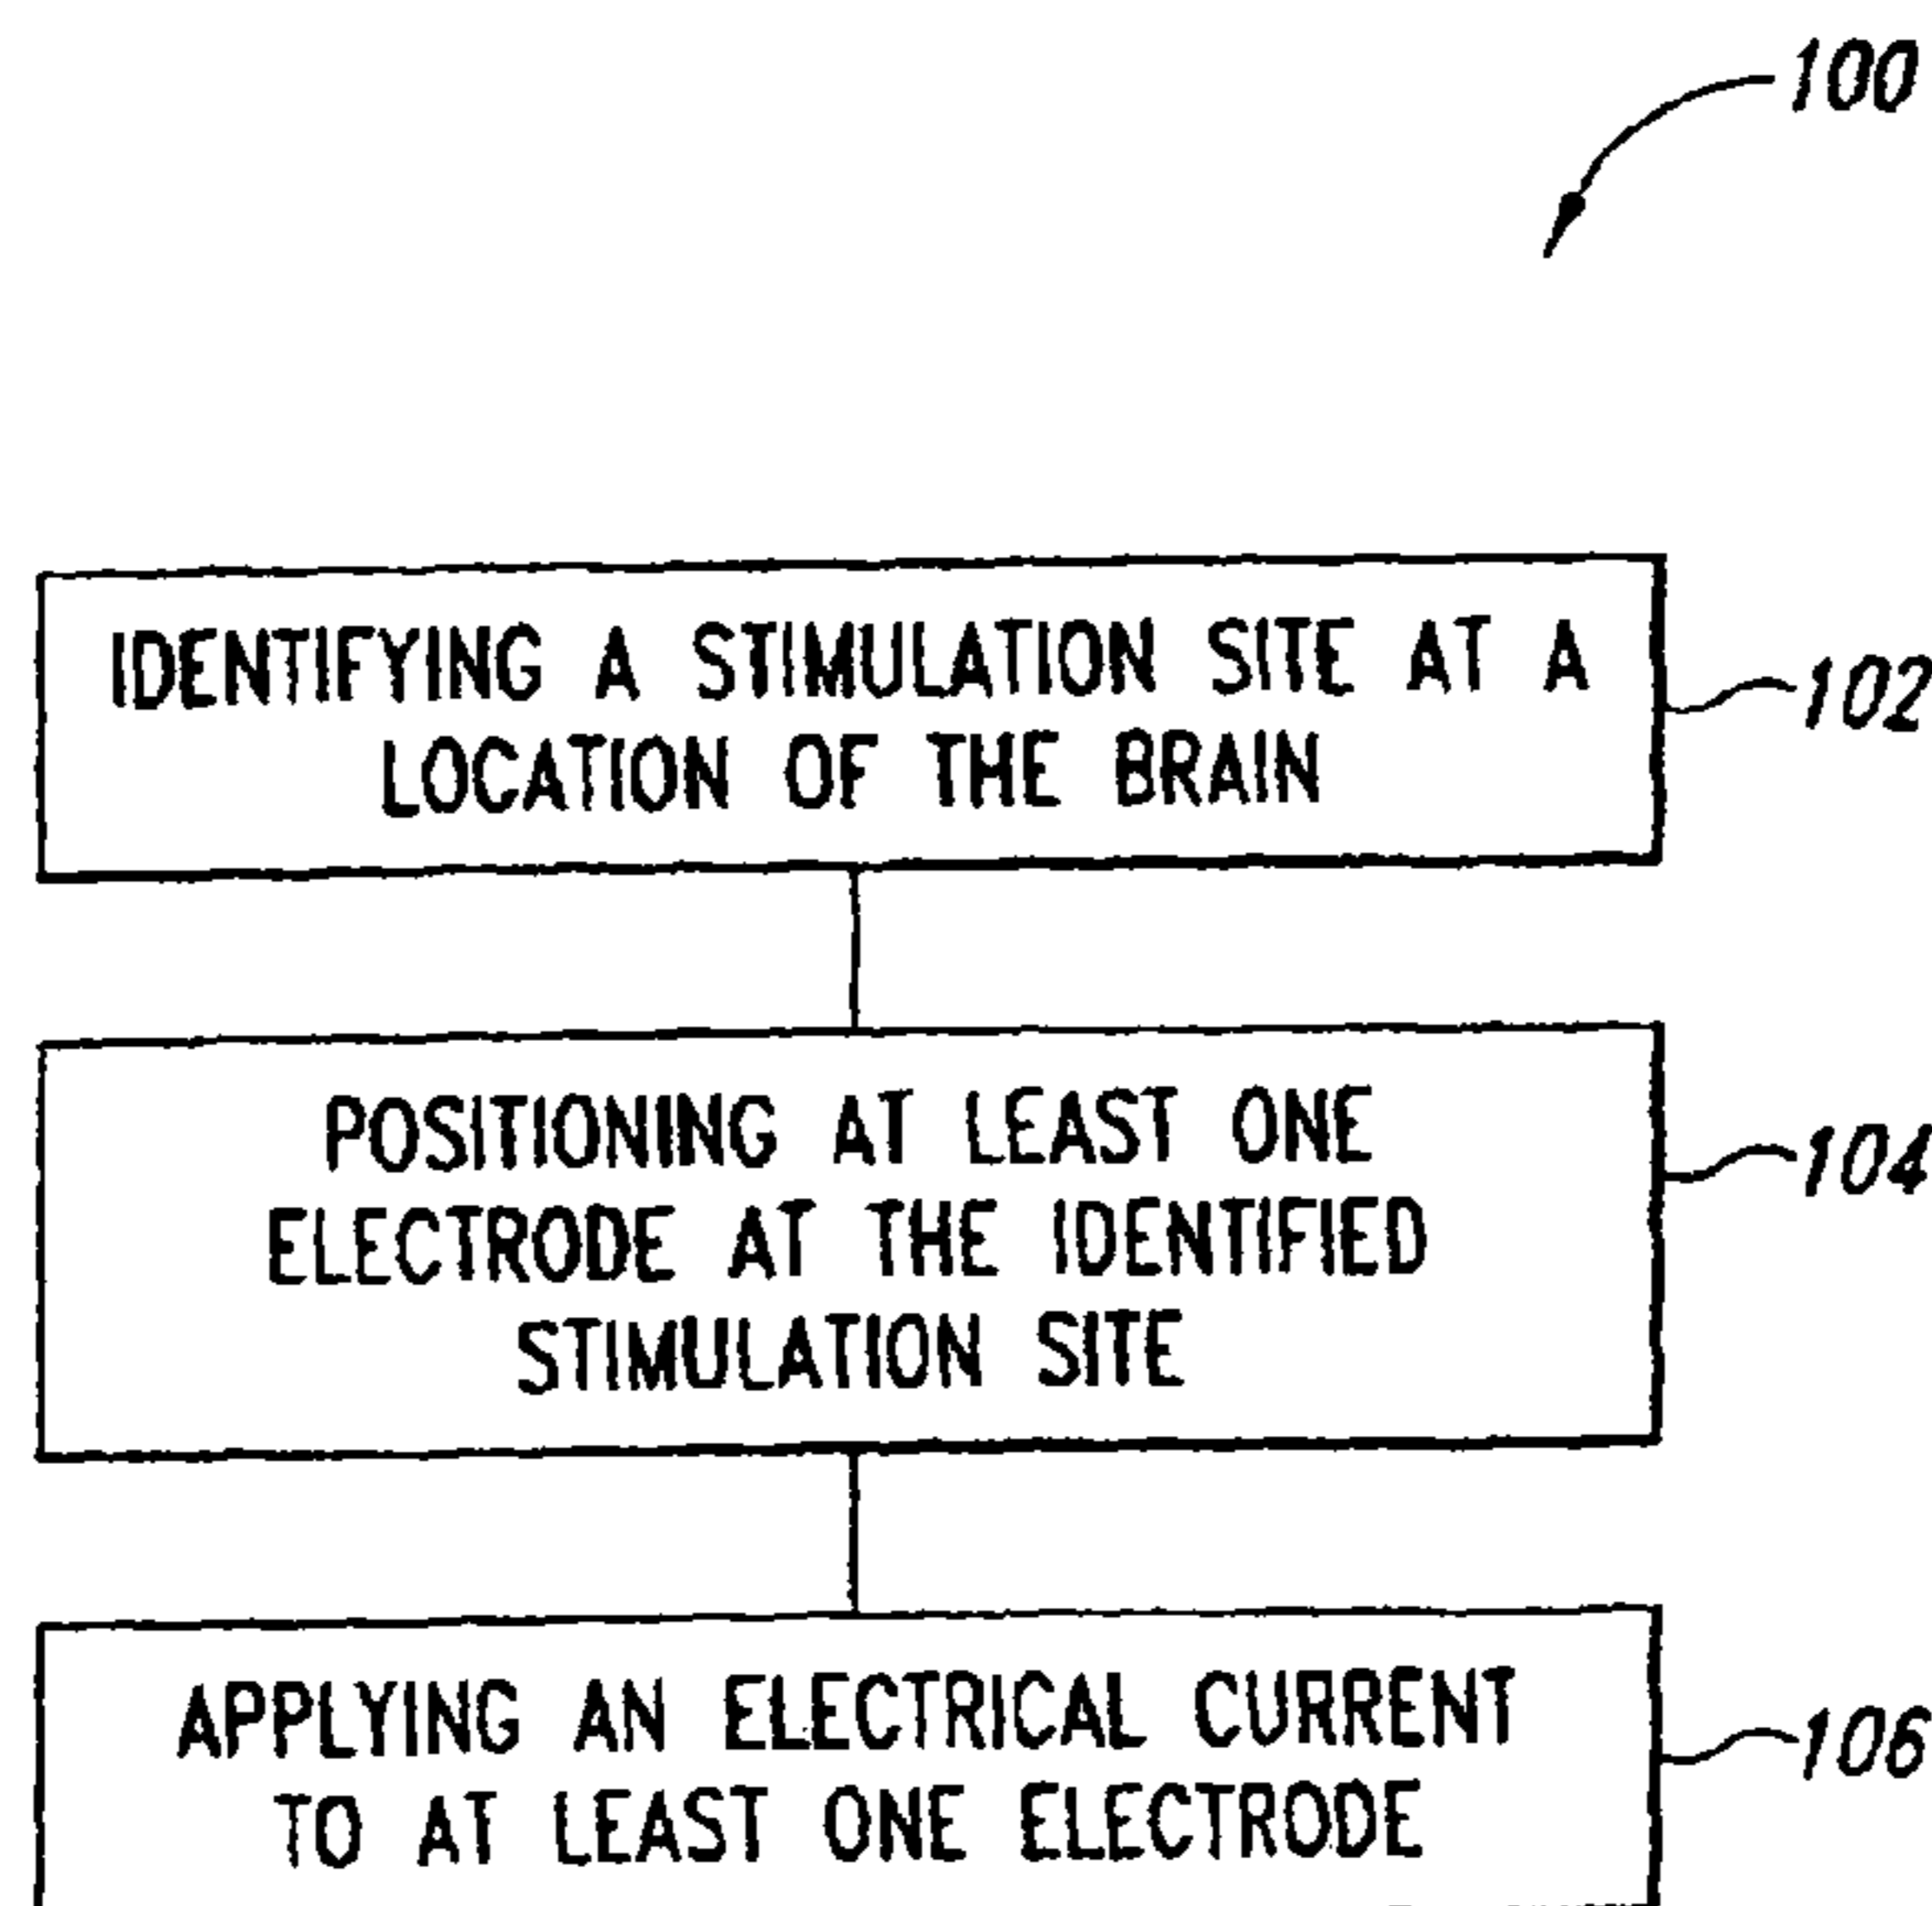 100
IDENTIFYING A STIMULATION SITE AT A
LOCATION OF THE BRAIN
102
POSITIONING AT LEAST ONE
ELECTRODE AT THE IDENTIFIED
STIMULATION SITE
104
APPLYING AN ELECTRICAL CURRENT
TO AT LEAST ONE ELECTRODE
106